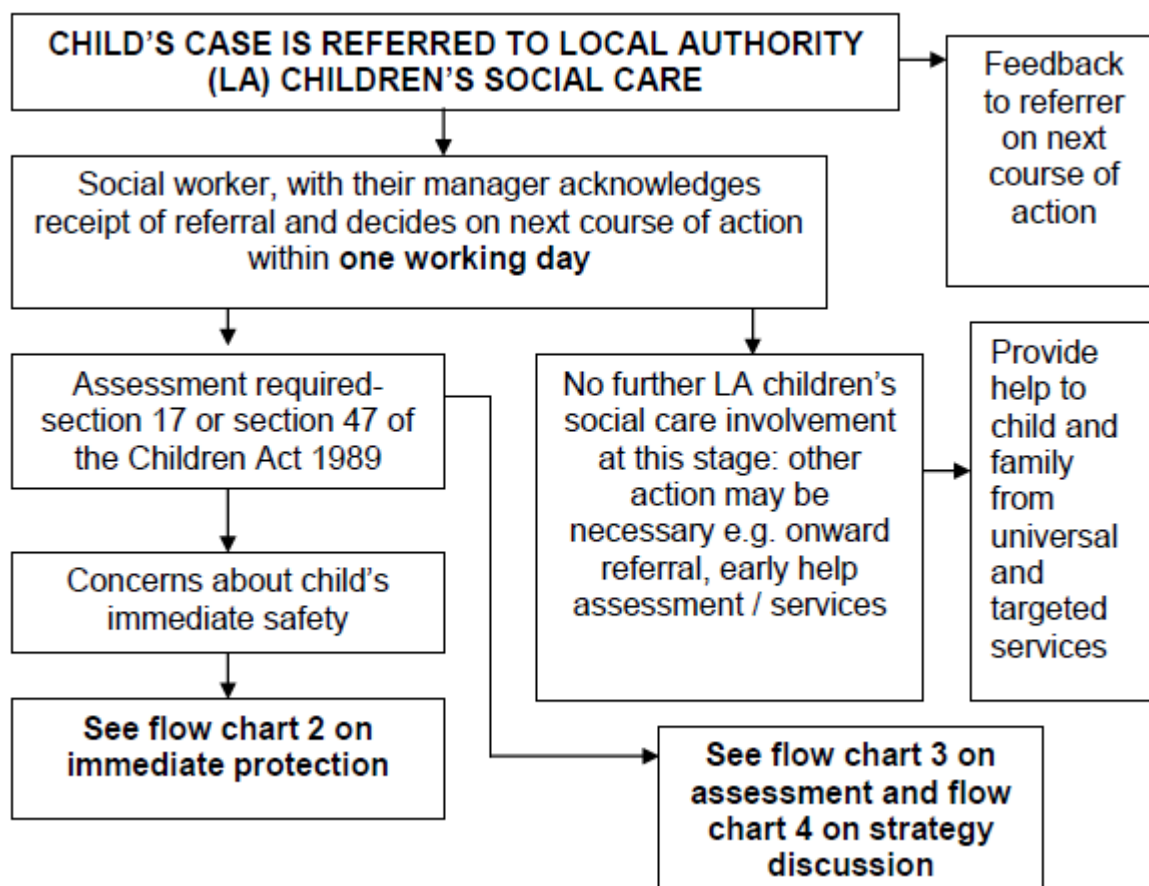 CHILD’S CASE IS REFERRED TO LOCAL AUTHORITY
(LA) CHILDREN’S SOCIAL CARE
Feedback
to referrer
on next
course of
action
Social worker, with their manager acknowledges
receipt of referral and decides on next course of action
within one working day
Assessment required-
section 17 or section 47 of
the Children Act 1989
No further LA children’s
social care involvement
at this stage: other
action may be
necessary e.g. onward
referral, early help
assessment / services
Provide
help to
child and
family
from
universal
and
targeted
services
Concerns about child’s
immediate safety
See flow chart 2 on
immediate protection
See flow chart 3 on
assessment and flow
chart 4 on strategy
discussion